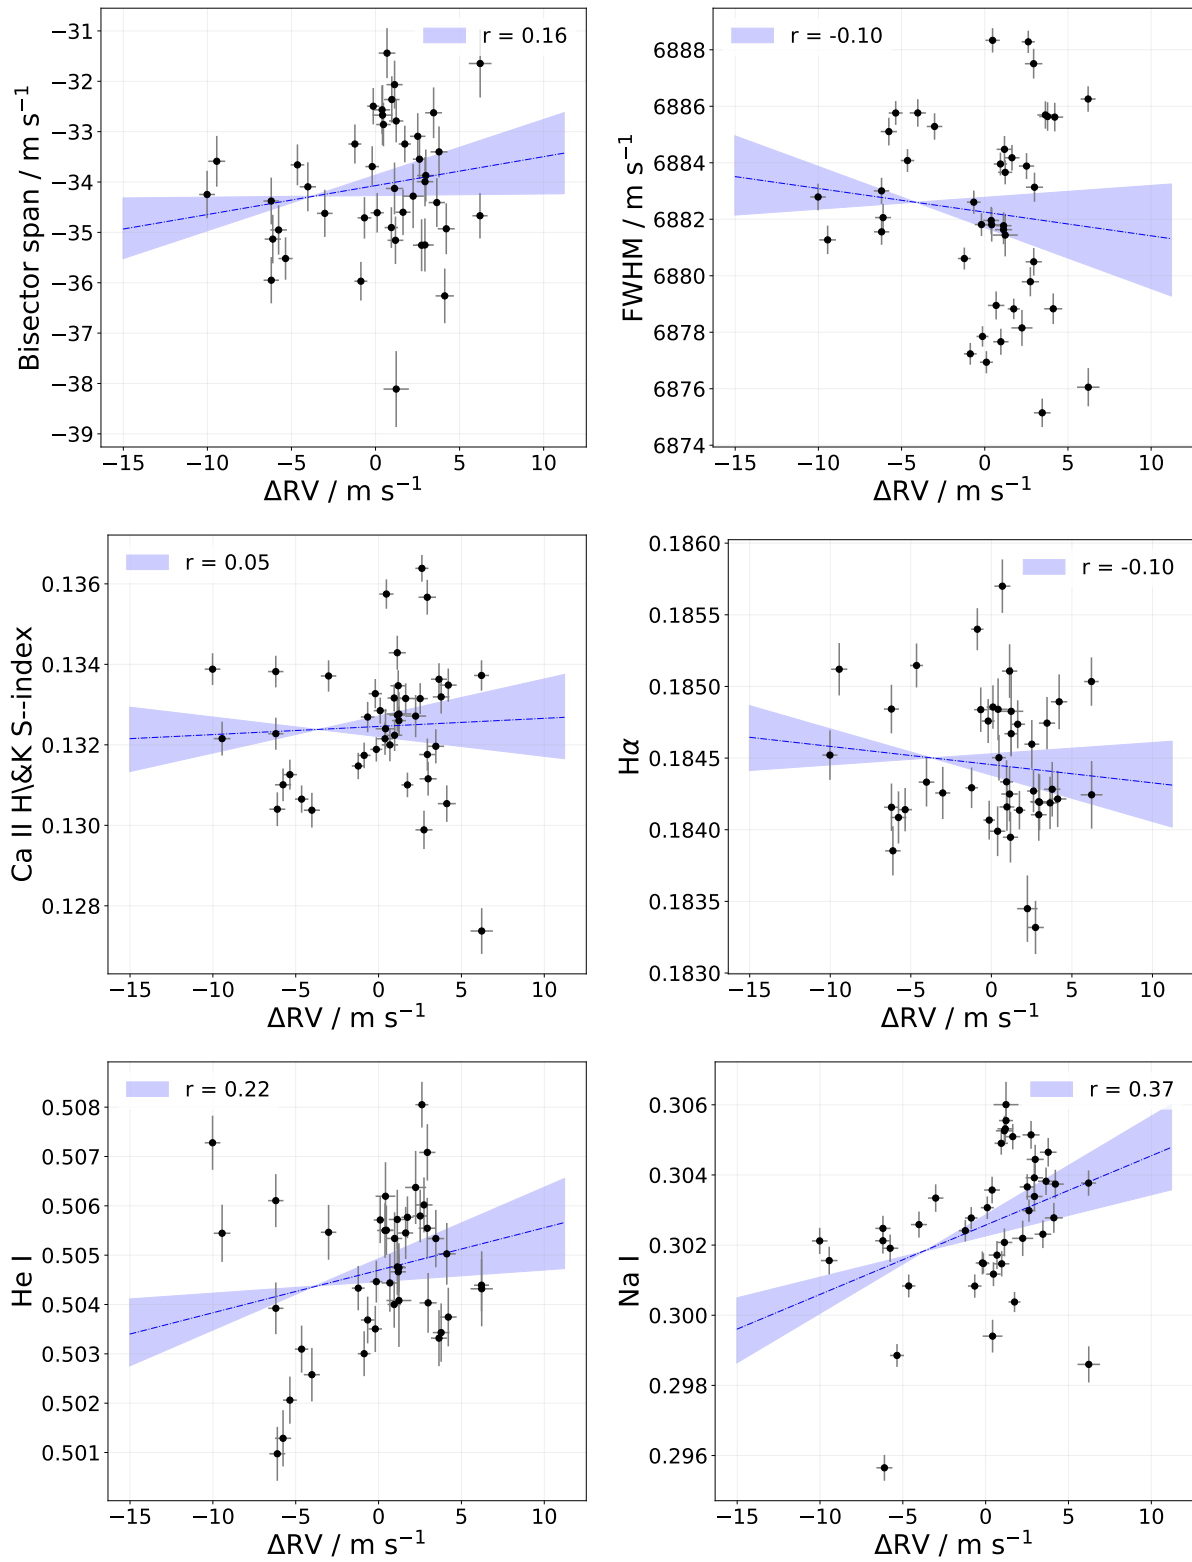 r = 0.16
Bisector span / m s⁻¹
−31
−32
−33
−34
−35
−36
−37
−38
−39
−15 −10 −5 0 5 10
ΔRV / m s⁻¹
r = -0.10
FWHM / m s⁻¹
6888
6886
6884
6882
6880
6878
6876
6874
−15 −10 −5 0 5 10
ΔRV / m s⁻¹
r = 0.05
Ca II H\&K S--index
0.136
0.134
0.132
0.130
0.128
−15 −10 −5 0 5 10
ΔRV / m s⁻¹
r = -0.10
Hα
0.1860
0.1855
0.1850
0.1845
0.1840
0.1835
0.1830
−15 −10 −5 0 5 10
ΔRV / m s⁻¹
r = 0.22
He I
0.508
0.507
0.506
0.505
0.504
0.503
0.502
0.501
−15 −10 −5 0 5 10
ΔRV / m s⁻¹
r = 0.37
Na I
0.306
0.304
0.302
0.300
0.298
0.296
−15 −10 −5 0 5 10
ΔRV / m s⁻¹